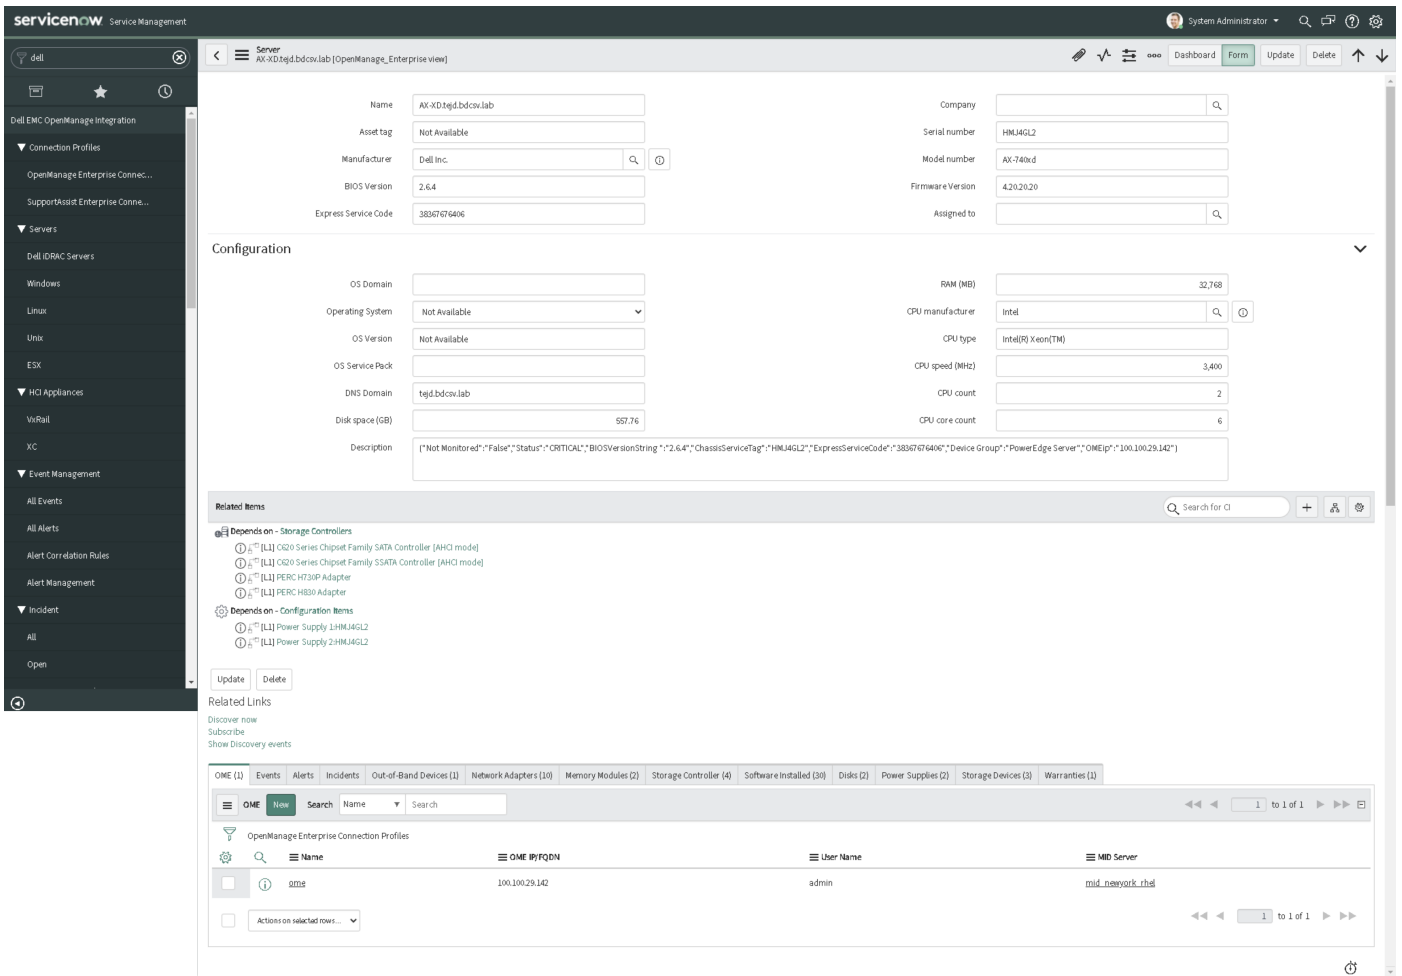 servicenow Service Management
System Administrator
dell
Server
AX-XD.tejd.bdcsv.lab [OpenManage_Enterprise view]
Dashboard Form Update Delete
Dell EMC OpenManage Integration
Connection Profiles
OpenManage Enterprise Connec...
SupportAssist Enterprise Conne...
Servers
Dell iDRAC Servers
Windows
Linux
Unix
ESX
HCI Appliances
VxRail
XC
Event Management
All Events
All Alerts
Alert Correlation Rules
Alert Management
Incident
All
Open
Name AX-XD.tejd.bdcsv.lab
Company
Asset tag Not Available
Serial number HMJ4GL2
Manufacturer Dell Inc.
Model number AX-740xd
BIOS Version 2.6.4
Firmware Version 4.20.20.20
Express Service Code 38367676406
Assigned to
Configuration
OS Domain
RAM (MB) 32,768
Operating System Not Available
CPU manufacturer Intel
OS Version Not Available
CPU type Intel(R) Xeon(TM)
OS Service Pack
CPU speed (MHz) 3,400
DNS Domain tejd.bdcsv.lab
CPU count 2
Disk space (GB) 557.76
CPU core count 6
Description {"Not Monitored":"False","Status":"CRITICAL","BIOSVersionString ":"2.6.4","ChassisServiceTag":"HMJ4GL2","ExpressServiceCode":"38367676406","Device Group":"PowerEdge Server","OMEip":"100.100.29.142"}
Related Items
Search for CI
Depends on - Storage Controllers
[L1] C620 Series Chipset Family SATA Controller [AHCI mode]
[L1] C620 Series Chipset Family SSATA Controller [AHCI mode]
[L1] PERC H730P Adapter
[L1] PERC H830 Adapter
Depends on - Configuration Items
[L1] Power Supply 1:HMJ4GL2
[L1] Power Supply 2:HMJ4GL2
Update Delete
Related Links
Discover now
Subscribe
Show Discovery events
OME (1) Events Alerts Incidents Out-of-Band Devices (1) Network Adapters (10) Memory Modules (2) Storage Controller (4) Software Installed (30) Disks (2) Power Supplies (2) Storage Devices (3) Warranties (1)
OME New Search Name Search 1 to 1 of 1
OpenManage Enterprise Connection Profiles
Name OME IP/FQDN User Name MID Server
ome 100.100.29.142 admin mid_newyork_rhel
Actions on selected rows... 1 to 1 of 1